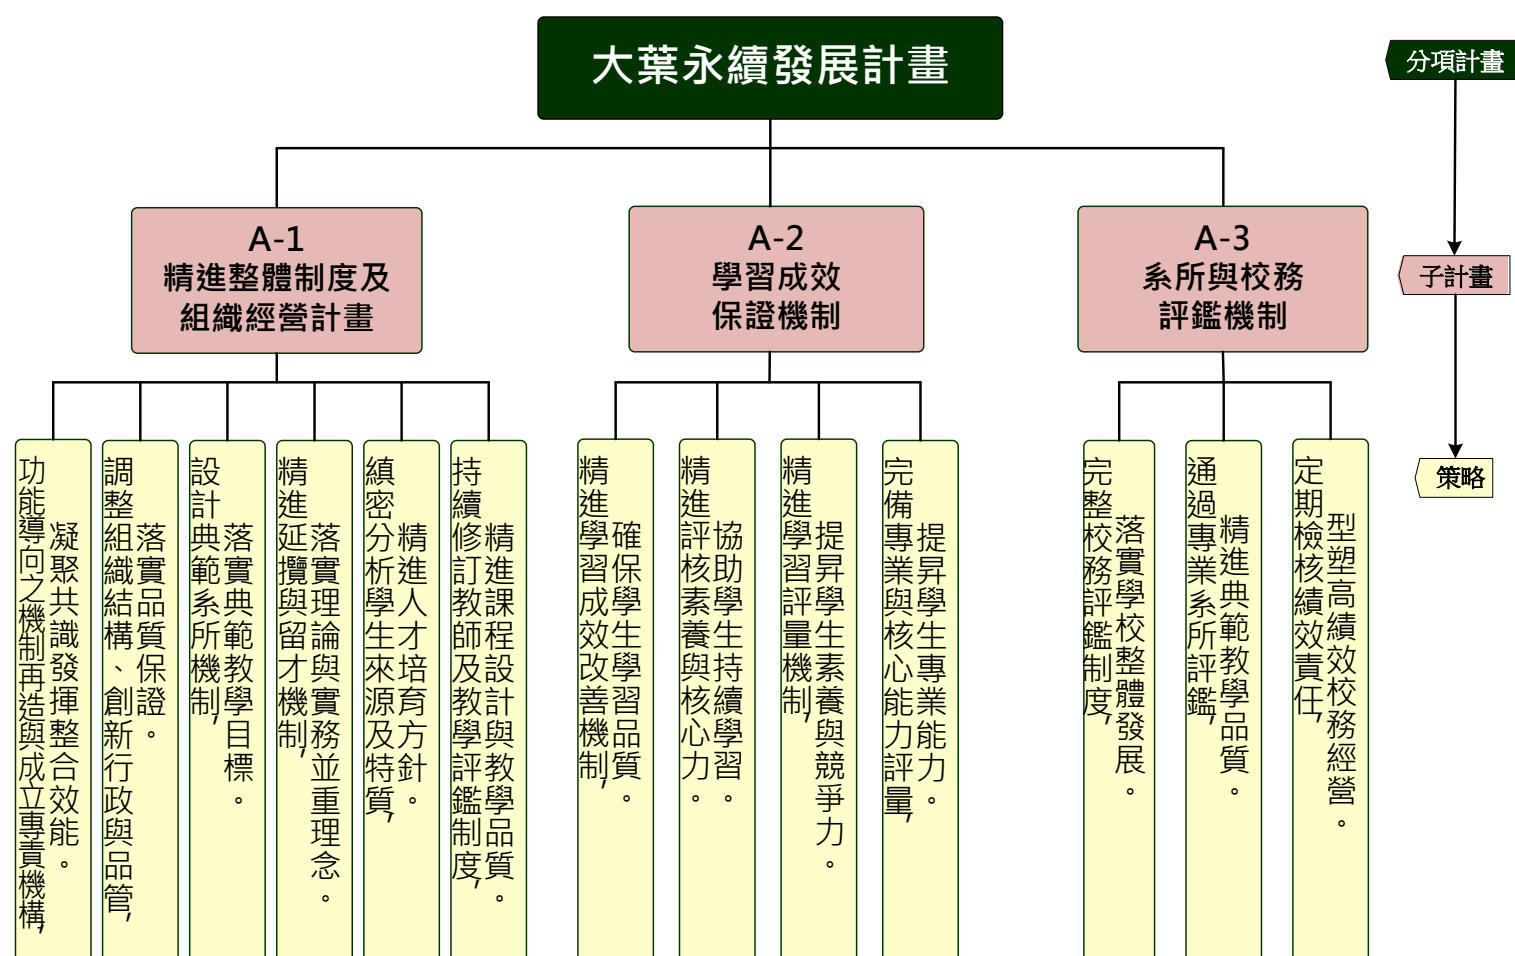 大葉永續發展計畫
分項計畫
子計畫
策略
A-1
精進整體制度及
組織經營計畫
功能導向之機制再造與成立專責機構,
凝聚共識發揮整合效能。
調整組織結構、創新行政與品管,
落實品質保證。
設計典範系所機制,
落實典範教學目標。
精進延攬與留才機制,
落實理論與實務並重理念。
縝密分析學生來源及特質,
精進人才培育方針。
持續修訂教師及教學評鑑制度,
精進課程設計與教學品質。
A-2
學習成效
保證機制
精進學習成效改善機制,
確保學生學習品質。
精進評核素養與核心力。
協助學生持續學習。
精進學習評量機制,
提昇學生素養與競爭力。
完備專業與核心能力評量,
提昇學生專業能力。
A-3
系所與校務
評鑑機制
完整校務評鑑制度,
落實學校整體發展。
通過專業系所評鑑,
精進典範教學品質。
定期檢核績效責任,
型塑高績效校務經營。